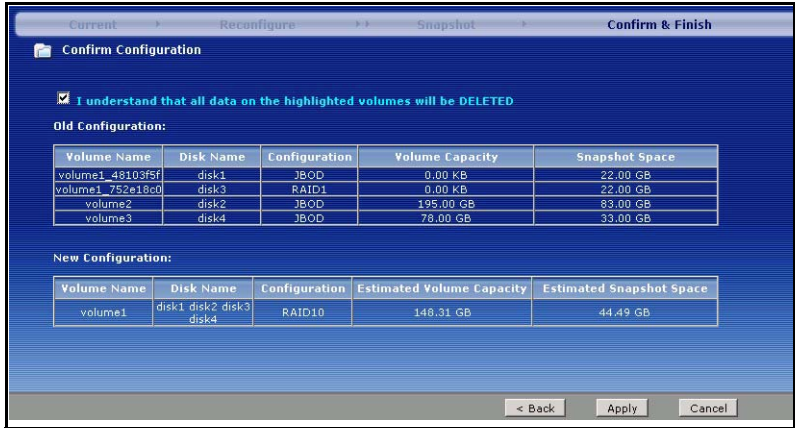 Current Reconfigure Snapshot Confirm & Finish
Confirm Configuration
I understand that all data on the highlighted volumes will be DELETED
Old Configuration:
Volume Name Disk Name Configuration Volume Capacity Snapshot Space
volume1_48103f5f disk1 JBOD 0.00 KB 22.00 GB
volume1_752e18c0 disk3 RAID1 0.00 KB 22.00 GB
volume2 disk2 JBOD 195.00 GB 83.00 GB
volume3 disk4 JBOD 78.00 GB 33.00 GB
New Configuration:
Volume Name Disk Name Configuration Estimated Volume Capacity Estimated Snapshot Space
volume1 disk1 disk2 disk3 RAID10 148.31 GB 44.49 GB
disk4
< Back Apply Cancel